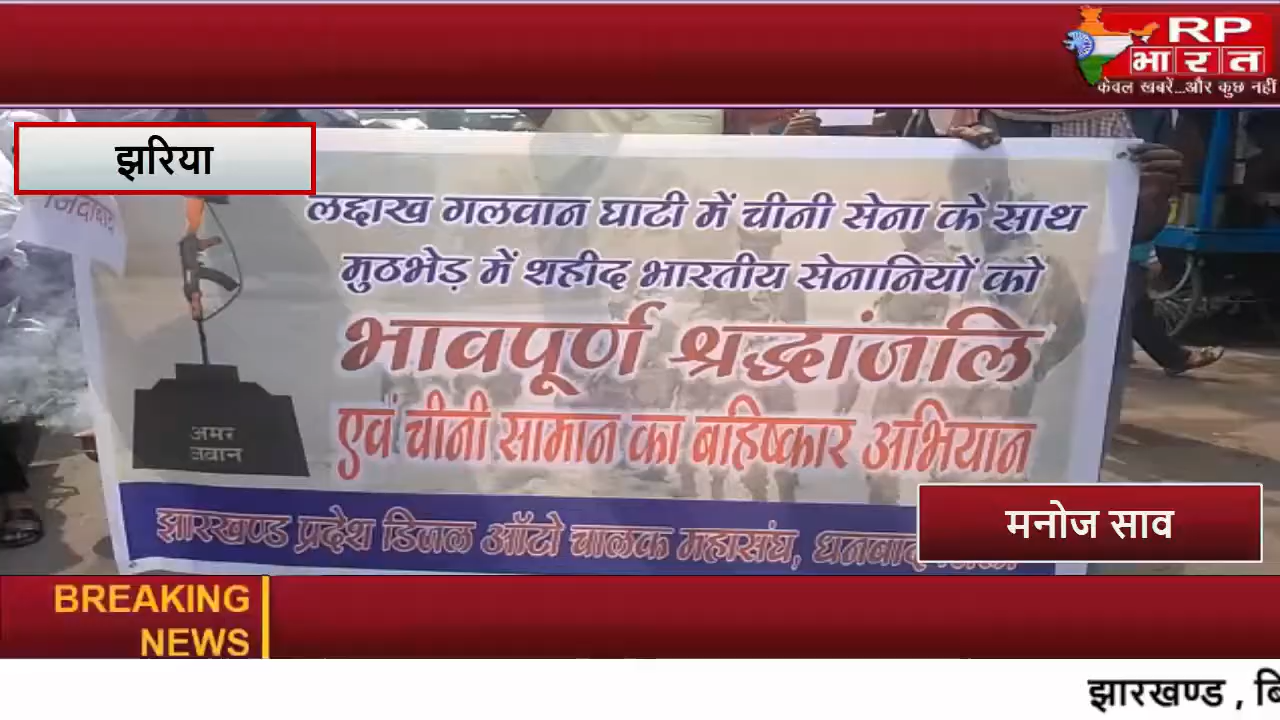 RP
भारत
केवल खबरें...और कुछ नहीं
झरिया
जिंदाबाद
लद्दाख गलवान घाटी में चीनी सेना के साथ
मुठभेड़ में शहीद भारतीय सेनानियों को
भावपूर्ण श्रद्धांजलि
एवं चीनी सामान का बहिष्कार अभियान
अमर
जवान
झारखण्ड प्रदेश डिजल ऑटो चालक महासंघ, धनबाद
मनोज साव
BREAKING
NEWS
झारखण्ड ,